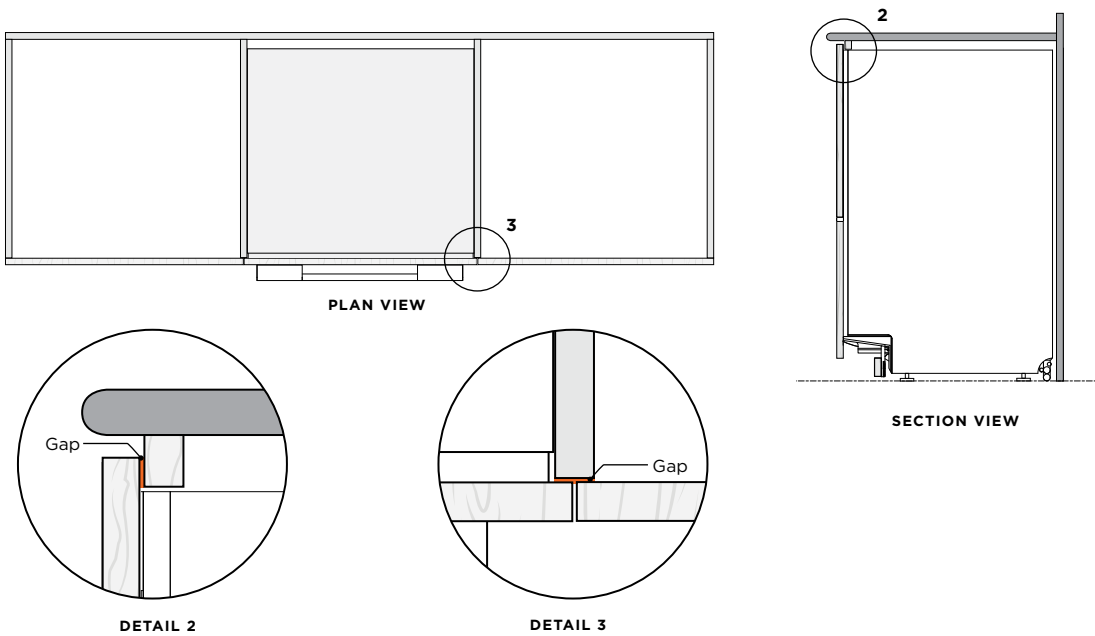 2
3
PLAN VIEW
SECTION VIEW
Gap
Gap
DETAIL 2
DETAIL 3